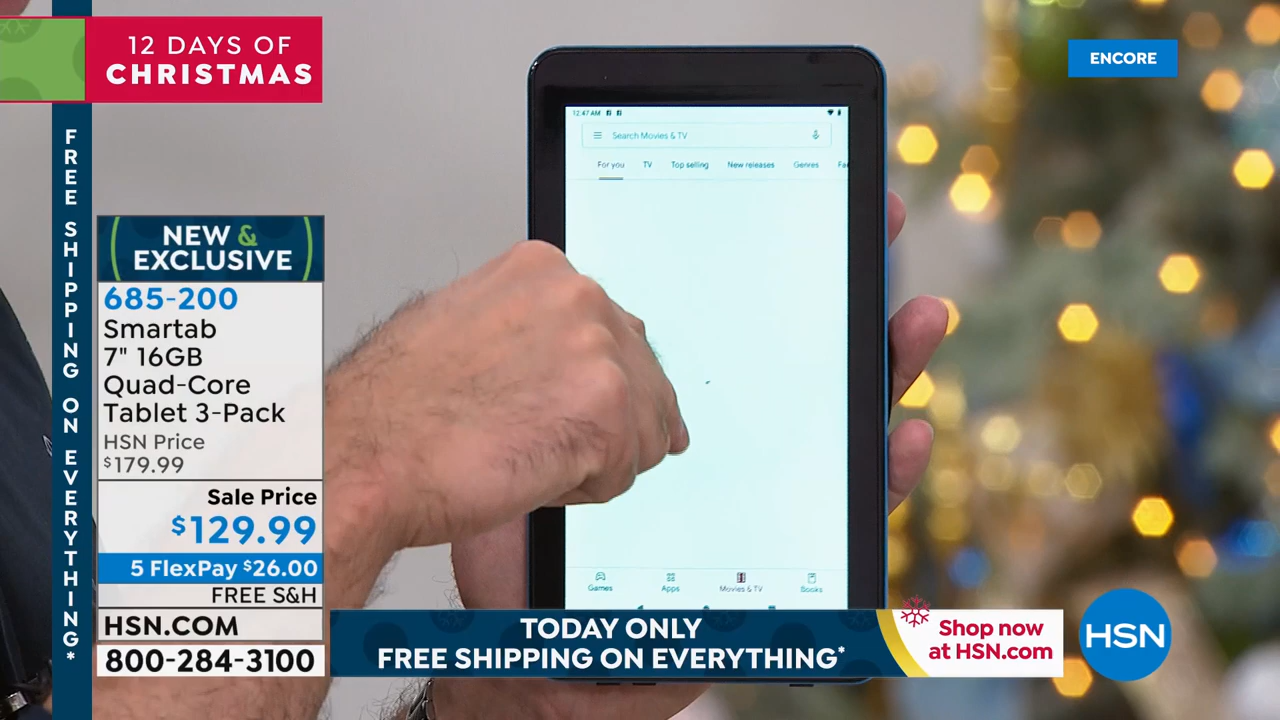 12 DAYS OF
CHRISTMAS
ENCORE
FREE SHIPPING ON EVERYTHING*
NEW &
EXCLUSIVE
685-200
Smartab
7" 16GB
Quad-Core
Tablet 3-Pack
HSN Price
$179.99
Sale Price
$129.99
5 FlexPay $26.00
FREE S&H
HSN.COM
800-284-3100
12:47 AM
Search Movies & TV
For you TV Top selling New releases Genres
Games Apps Movies & TV Books
TODAY ONLY
FREE SHIPPING ON EVERYTHING*
Shop now
at HSN.com
HSN